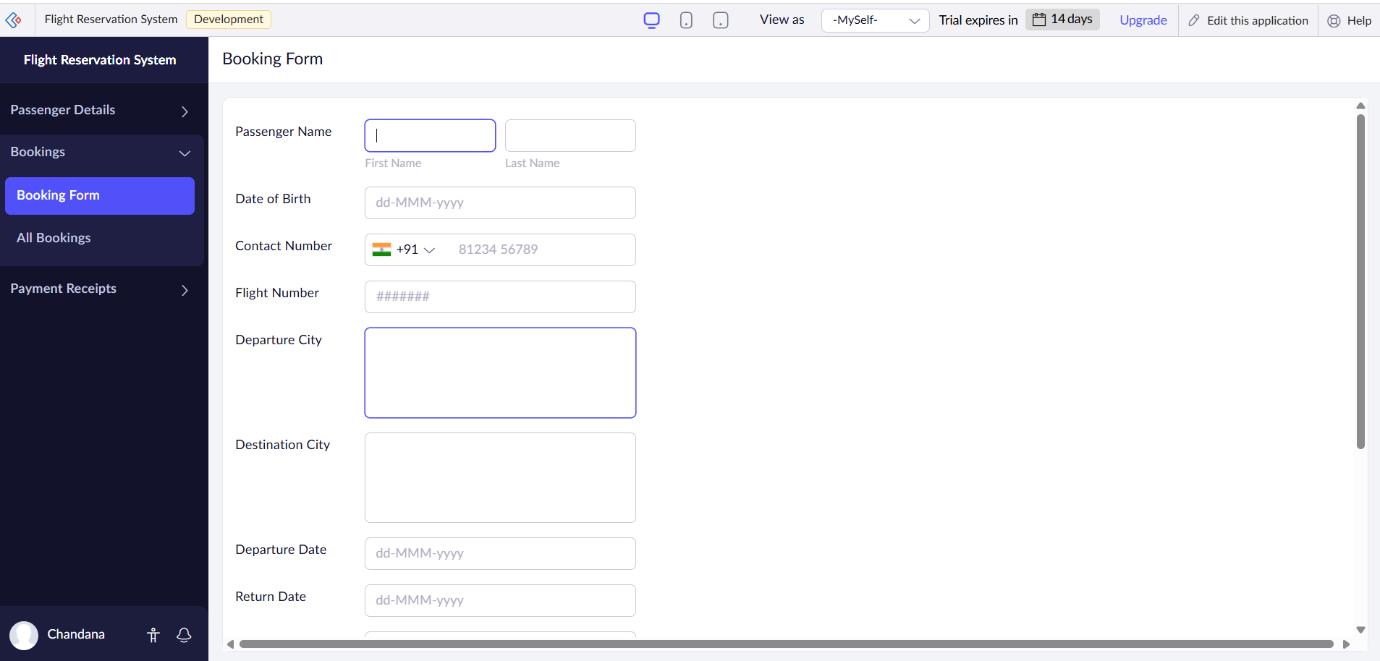 Flight Reservation System Development View as -MySelf- Trial expires in 14 days Upgrade Edit this application Help
Flight Reservation System
Booking Form
Passenger Details
Bookings
Booking Form
All Bookings
Payment Receipts
Passenger Name
First Name Last Name
Date of Birth dd-MMM-yyyy
Contact Number +91 81234 56789
Flight Number #######
Departure City
Destination City
Departure Date dd-MMM-yyyy
Return Date dd-MMM-yyyy
Chandana